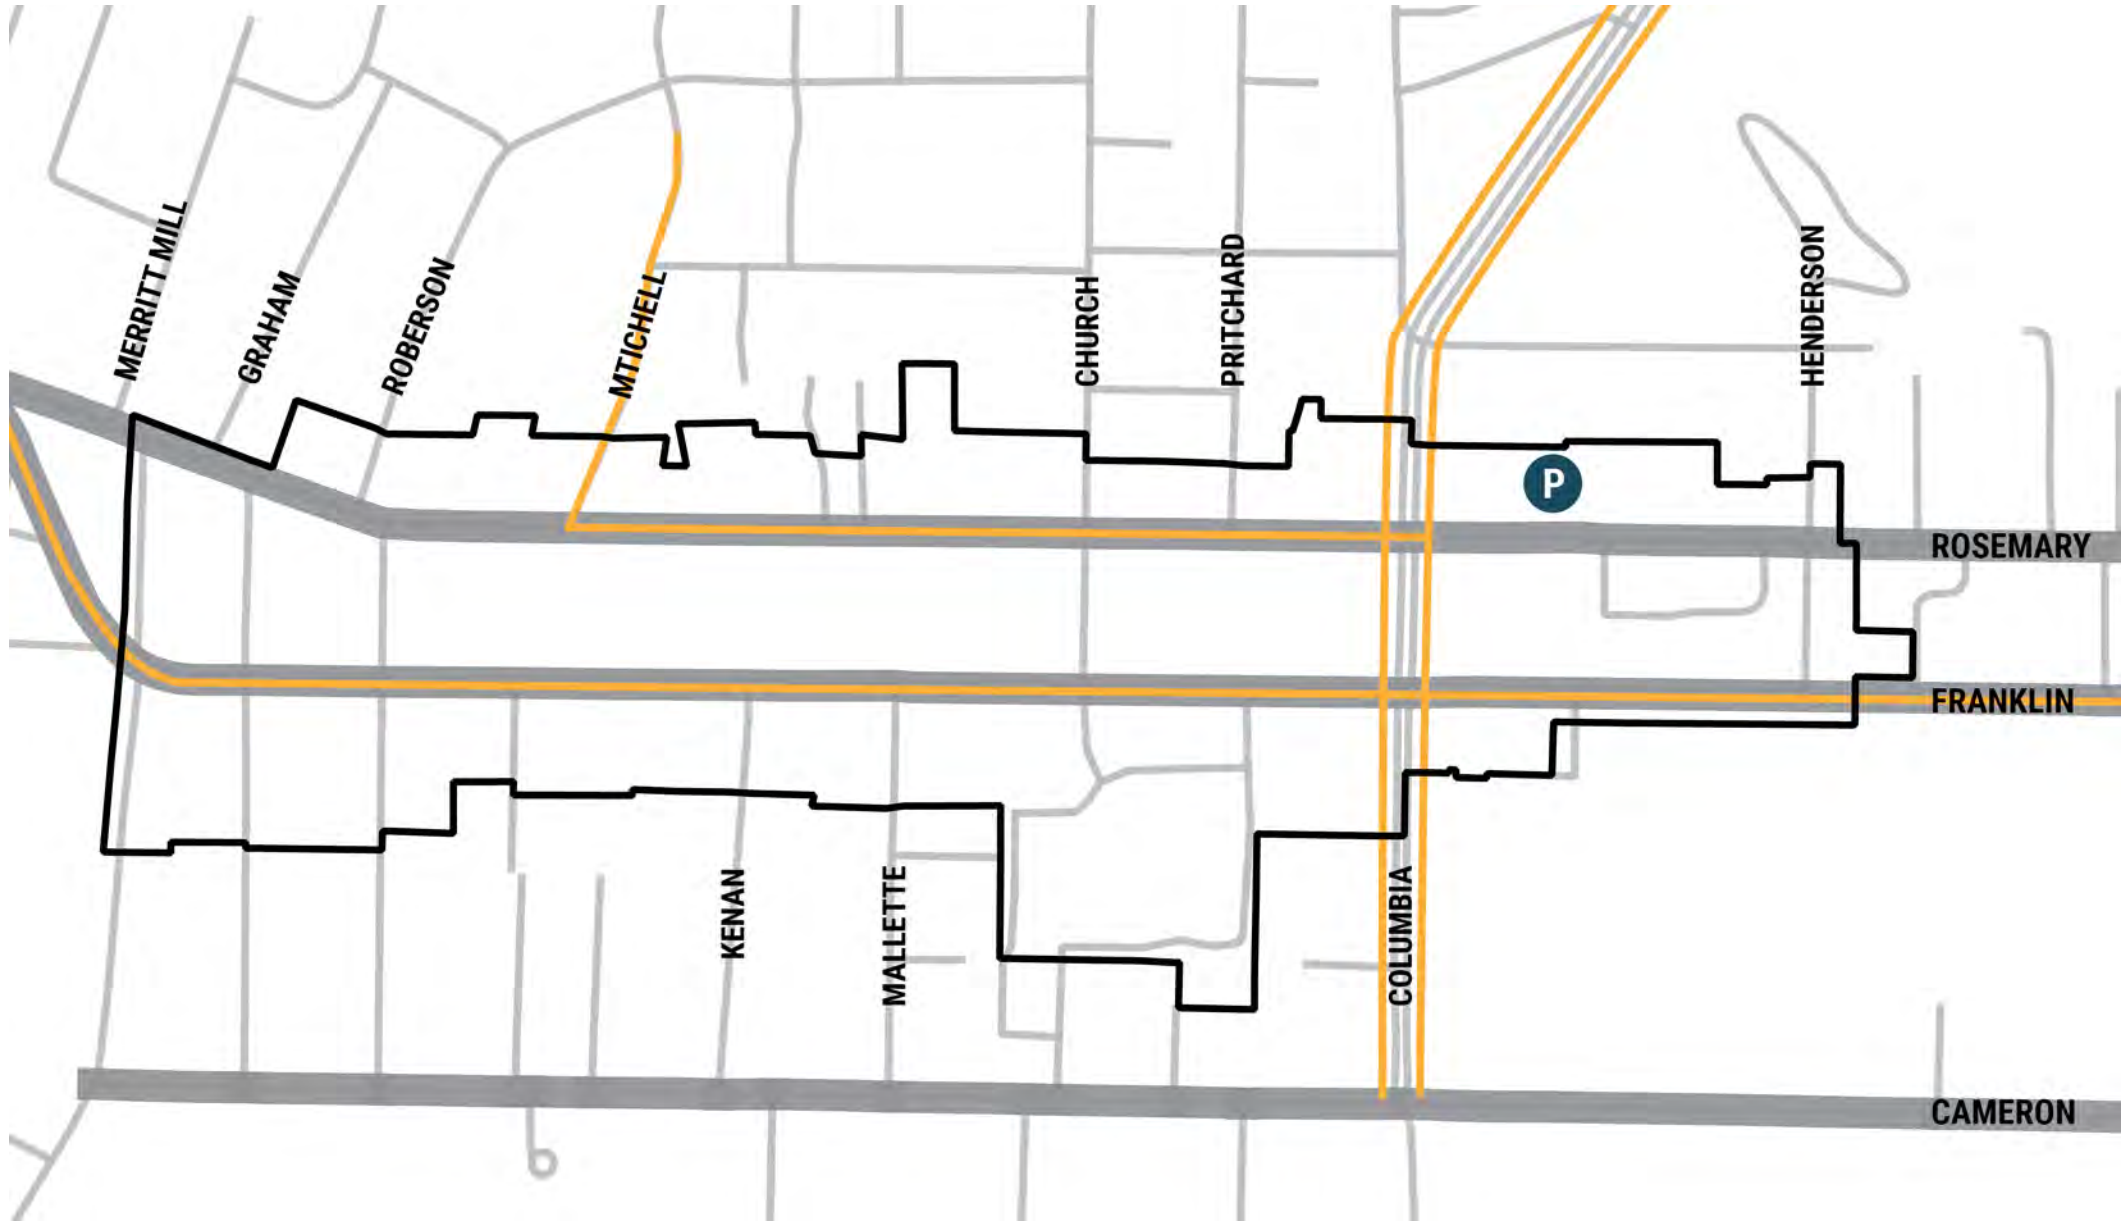 MERRITT MILL
GRAHAM
ROBERSON
MTICHELL
CHURCH
PRITCHARD
HENDERSON
P
ROSEMARY
FRANKLIN
KENAN
MALLETTE
COLUMBIA
CAMERON